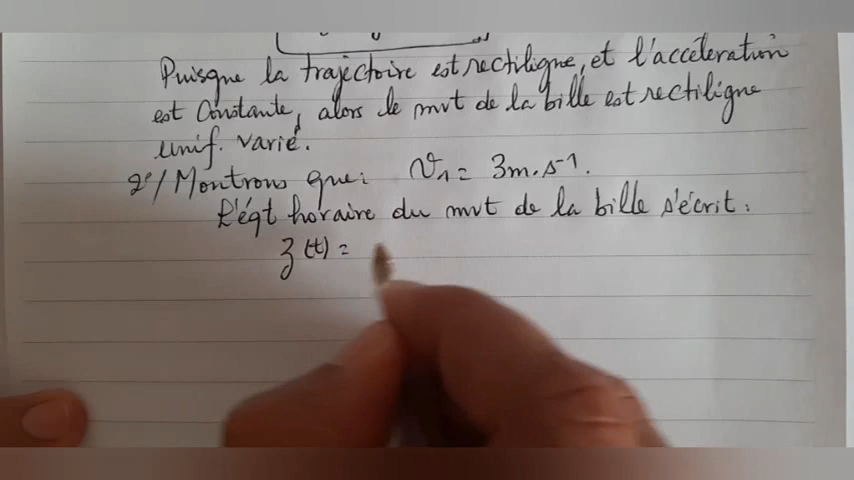 Puisque la trajectoire est rectiligne, et l'accéleration
est Constante, alors le mvt de la bille est rectiligne
unif. varié.
2°/ Montrons que: V₁ = 3m.s⁻¹.
L'éqt horaire du mvt de la bille s'écrit:
z(t) =